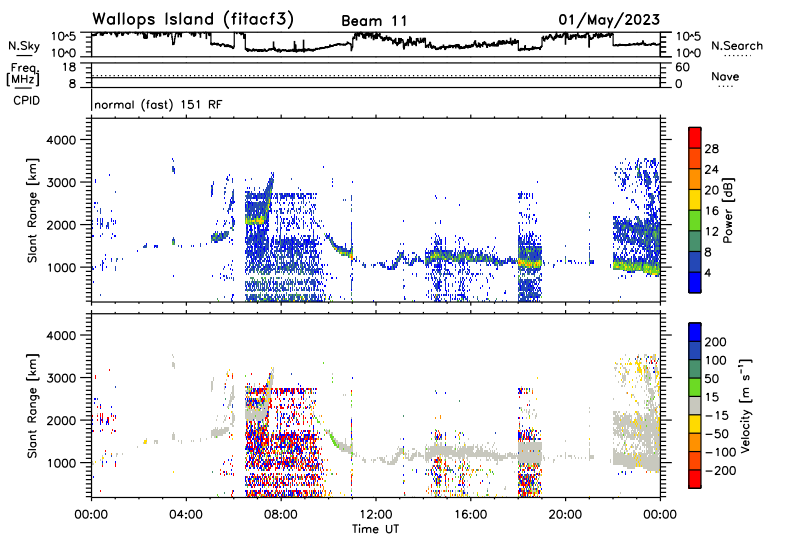 Wallops Island (fitacf3) Beam 11 01/May/2023
N.Sky 10^5 10^0 10^5 10^0 N.Search
Freq. [MHz] 18 8 60 0 Nave
CPID normal (fast) 151 RF
Slant Range [km]
4000
3000
2000
1000
Power [dB]
28
24
20
16
12
8
4
Slant Range [km]
4000
3000
2000
1000
Velocity [m s⁻¹]
200
100
50
15
−15
−50
−100
−200
00:00 04:00 08:00 12:00 16:00 20:00 00:00
Time UT